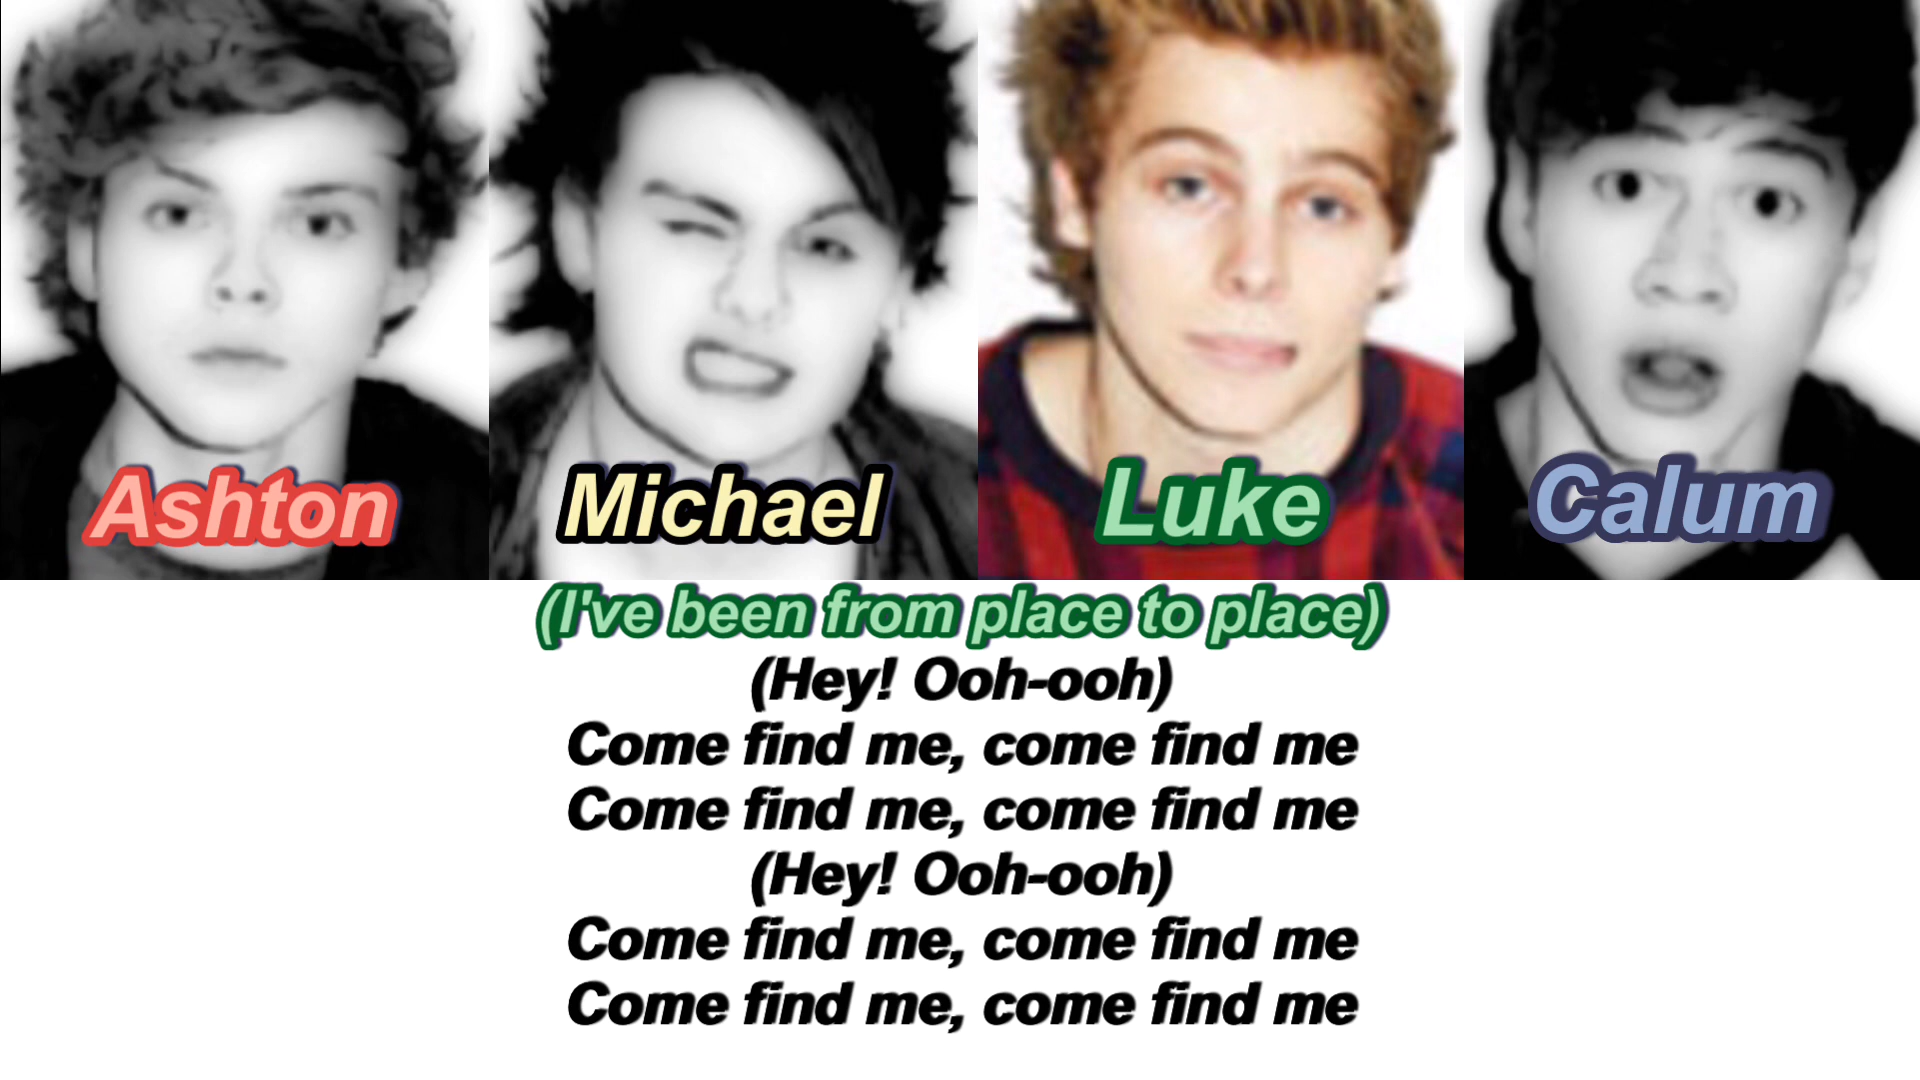 Ashton Michael Luke Calum
(I've been from place to place)
(Hey! Ooh-ooh)
Come find me, come find me
Come find me, come find me
(Hey! Ooh-ooh)
Come find me, come find me
Come find me, come find me